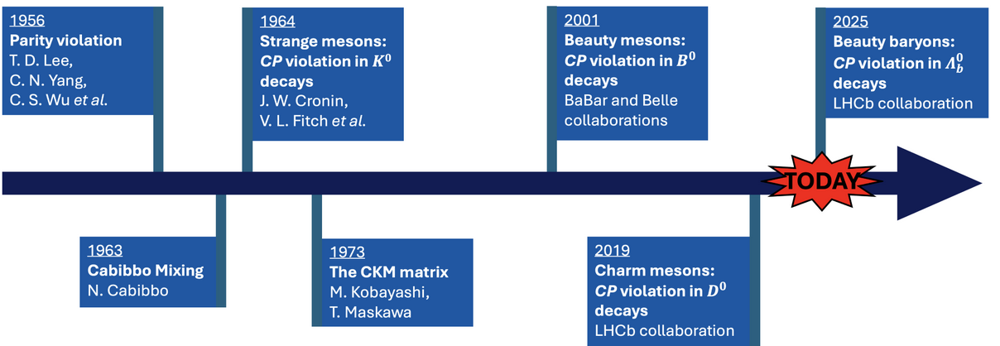 1956
Parity violation
T. D. Lee,
C. N. Yang,
C. S. Wu et al.
1964
Strange mesons:
CP violation in K⁰
decays
J. W. Cronin,
V. L. Fitch et al.
2001
Beauty mesons:
CP violation in B⁰
decays
BaBar and Belle
collaborations
2025
Beauty baryons:
CP violation in Λ_b⁰
decays
LHCb collaboration
TODAY
1963
Cabibbo Mixing
N. Cabibbo
1973
The CKM matrix
M. Kobayashi,
T. Maskawa
2019
Charm mesons:
CP violation in D⁰
decays
LHCb collaboration